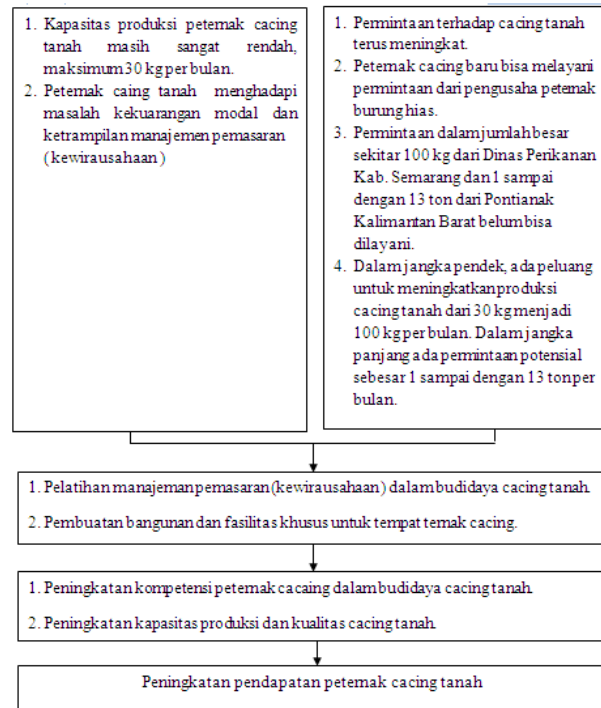 1. Kapasitas produksi peternak cacing
tanah masih sangat rendah,
maksimum 30 kg per bulan.
2. Peternak caing tanah menghadapi
masalah kekuarangan modal dan
ketrampilan manajemen pemasaran
(kewirausahaan)
1. Permintaan terhadap cacing tanah
terus meningkat.
2. Peternak cacing baru bisa melayani
permintaan dari pengusaha peternak
burung hias.
3. Permintaan dalam jumlah besar
sekitar 100 kg dari Dinas Perikanan
Kab. Semarang dan 1 sampai
dengan 13 ton dari Pontianak
Kalimantan Barat belum bisa
dilayani.
4. Dalam jangka pendek, ada peluang
untuk meningkatkan produksi
cacing tanah dari 30 kg menjadi
100 kg per bulan. Dalam jangka
panjang ada permintaan potensial
sebesar 1 sampai dengan 13 ton per
bulan.
1. Pelatihan manajeman pemasaran (kewirausahaan) dalam budidaya cacing tanah.
2. Pembuatan bangunan dan fasilitas khusus untuk tempat ternak cacing.
1. Peningkatan kompetensi peternak cacaing dalam budidaya cacing tanah.
2. Peningkatan kapasitas produksi dan kualitas cacing tanah.
Peningkatan pendapatan peternak cacing tanah